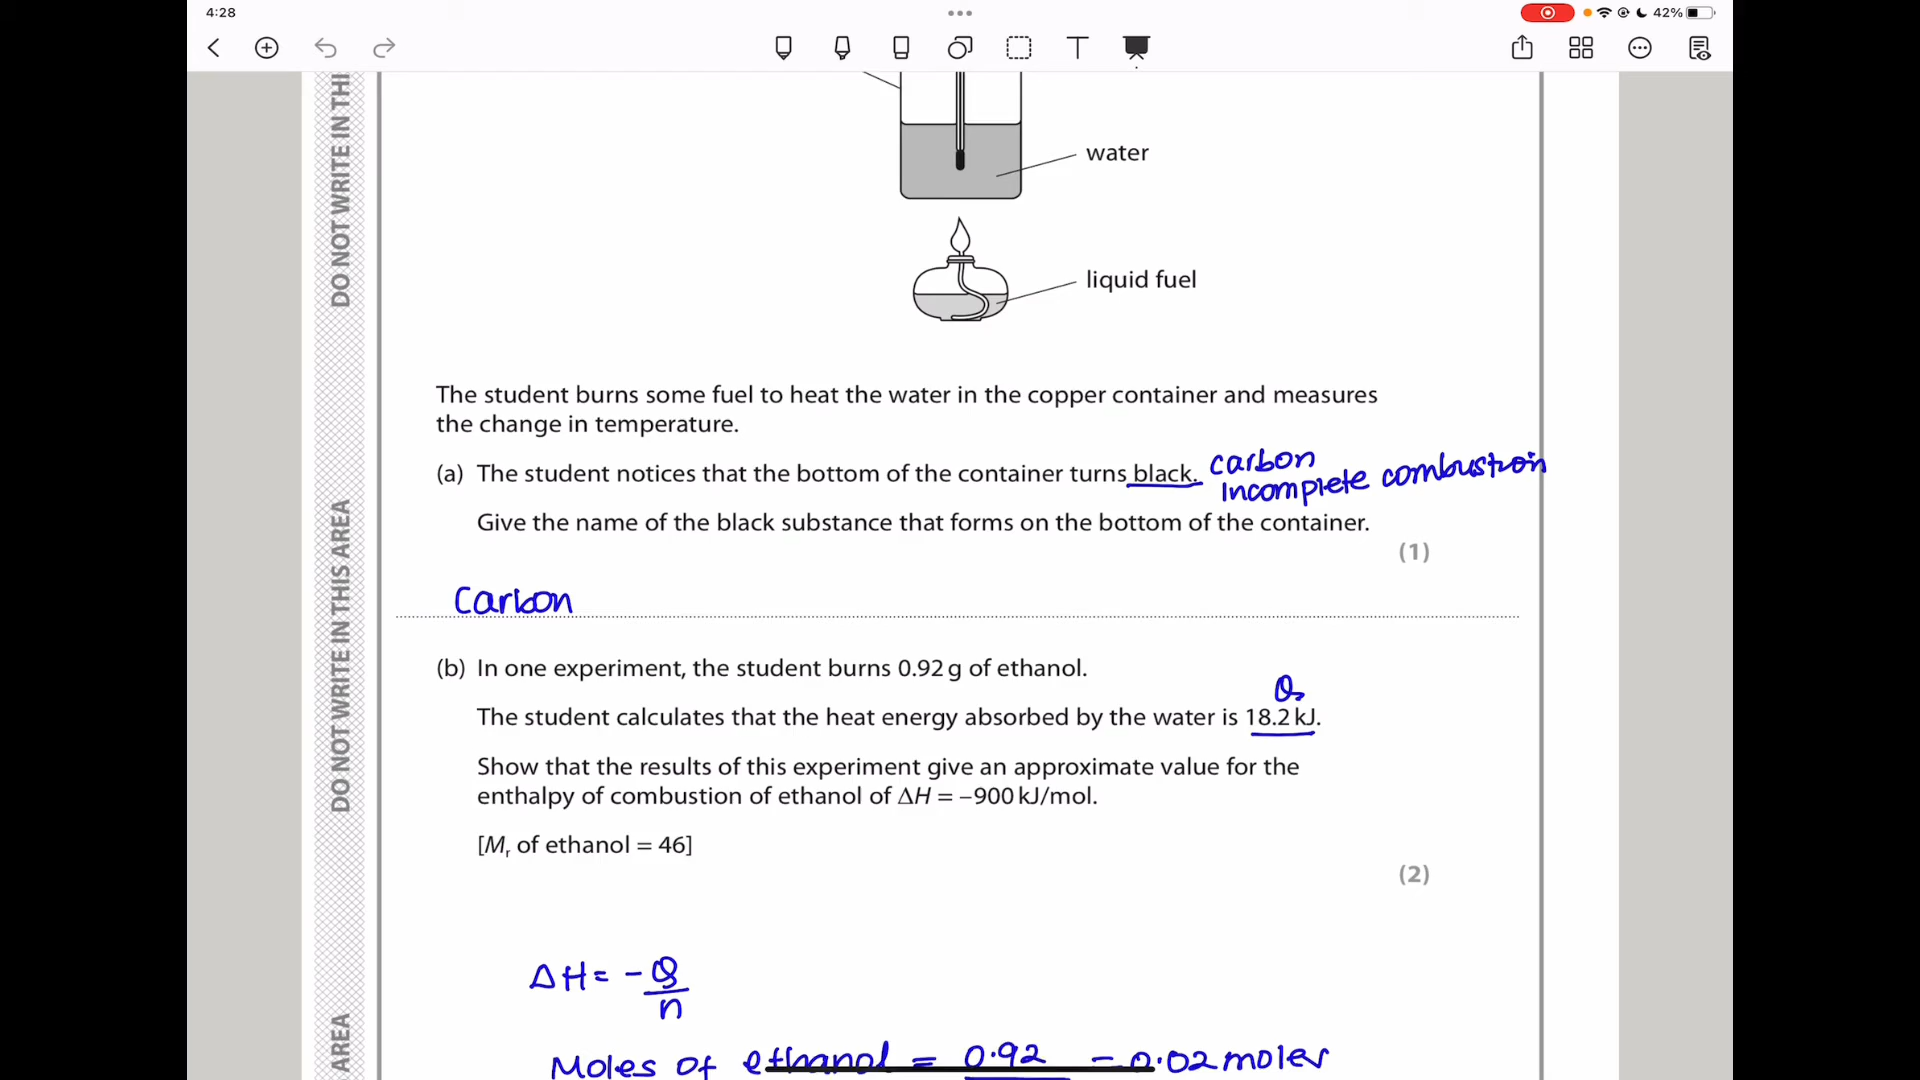 4:28
42%
DO NOT WRITE IN THI
water
liquid fuel
The student burns some fuel to heat the water in the copper container and measures
the change in temperature.
(a) The student notices that the bottom of the container turns black.
carbon
Incomplete combustion
Give the name of the black substance that forms on the bottom of the container.
(1)
Carbon
DO NOT WRITE IN THIS AREA
(b) In one experiment, the student burns 0.92 g of ethanol.
Q
The student calculates that the heat energy absorbed by the water is 18.2 kJ.
Show that the results of this experiment give an approximate value for the
enthalpy of combustion of ethanol of ΔH = –900 kJ/mol.
[Mr of ethanol = 46]
(2)
ΔH = - Q
n
AREA
Moles of ethanol = 0.92 = 0.02 moles